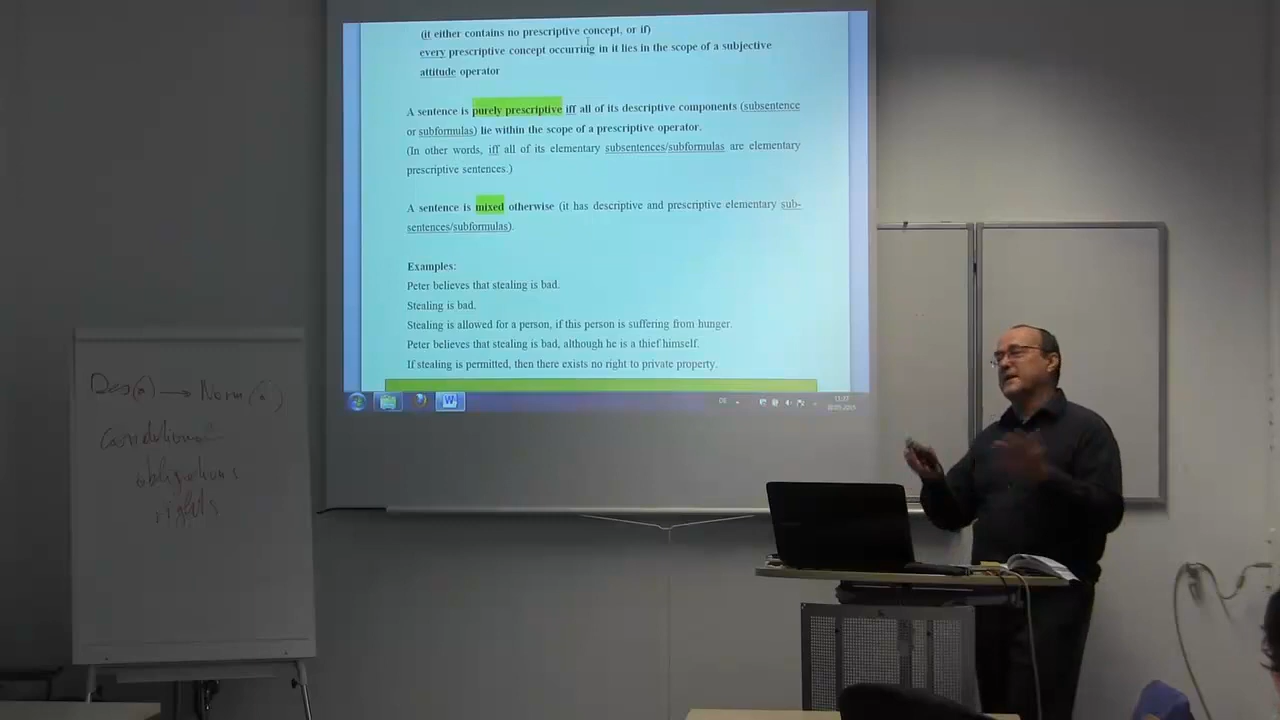 (it either contains no prescriptive concept, or if)
every prescriptive concept occurring in it lies in the scope of a subjective
attitude operator
A sentence is purely prescriptive iff all of its descriptive components (subsentence
or subformulas) lie within the scope of a prescriptive operator.
(In other words, iff all of its elementary subsentences/subformulas are elementary
prescriptive sentences.)
A sentence is mixed otherwise (it has descriptive and prescriptive elementary sub-
sentences/subformulas).
Examples:
Peter believes that stealing is bad.
Stealing is bad.
Stealing is allowed for a person, if this person is suffering from hunger.
Peter believes that stealing is bad, although he is a thief himself.
If stealing is permitted, then there exists no right to private property.
DE
Des(a) → Norm(a)
obligations
rights